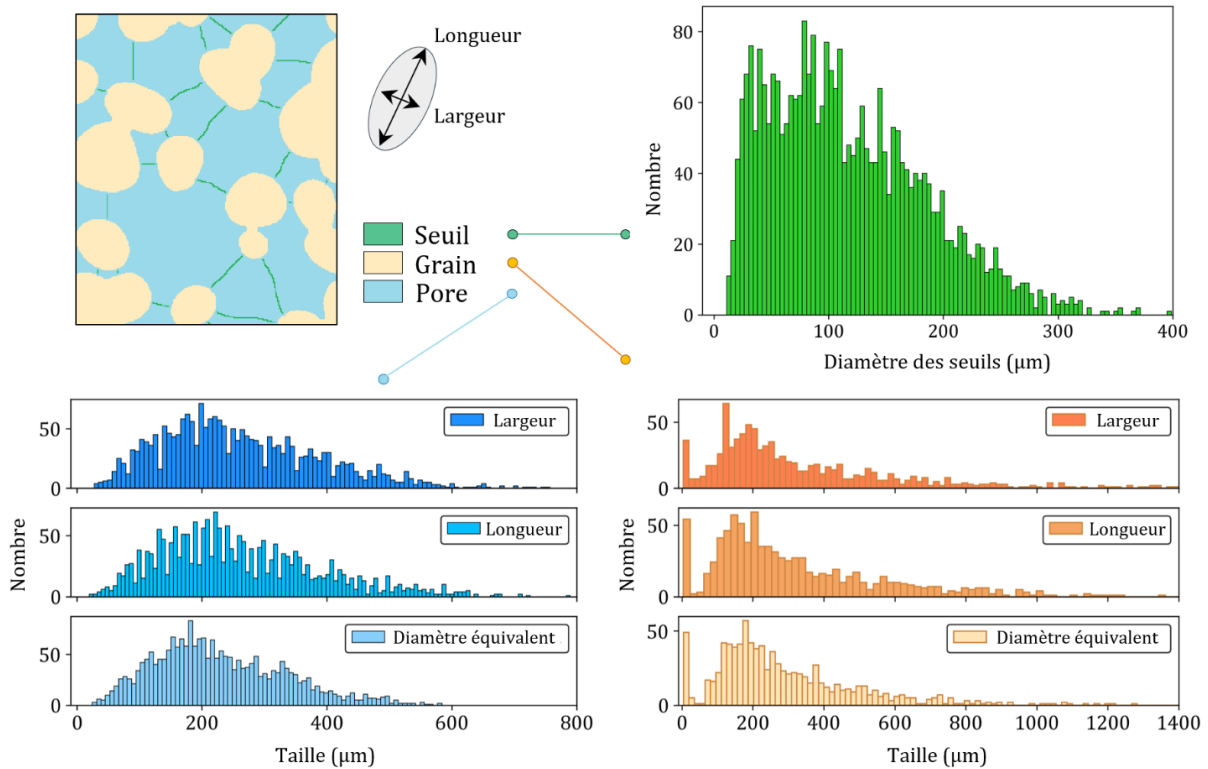 Longueur
Largeur
Seuil
Grain
Pore
80
60
40
20
0
Nombre
0
100
200
300
400
Diamètre des seuils (μm)
50
0
Largeur
50
0
Longueur
50
0
Diamètre équivalent
Nombre
0
200
400
600
800
Taille (μm)
50
0
Largeur
50
0
Longueur
50
0
Diamètre équivalent
Nombre
0
200
400
600
800
1000
1200
1400
Taille (μm)